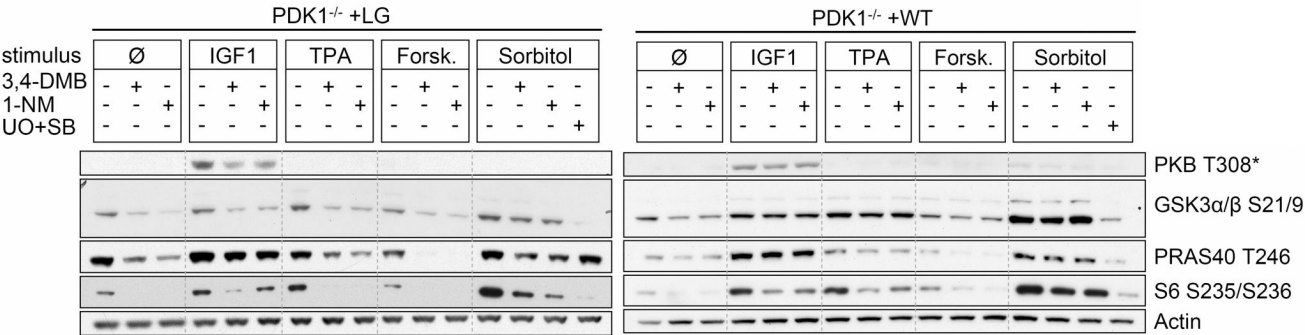 PDK1-/- +LG PDK1-/- +WT
stimulus Ø IGF1 TPA Forsk. Sorbitol Ø IGF1 TPA Forsk. Sorbitol
3,4-DMB - + - - + - - + - - + - - + - - - + - - + - - + - - + - - + - -
1-NM - - + - - + - - + - - + - - + - - - + - - + - - + - - + - - + -
UO+SB - - - - - - - - - - - - - - - + - - - - - - - - - - - - - - - +
PKB T308*
GSK3α/β S21/9
PRAS40 T246
S6 S235/S236
Actin